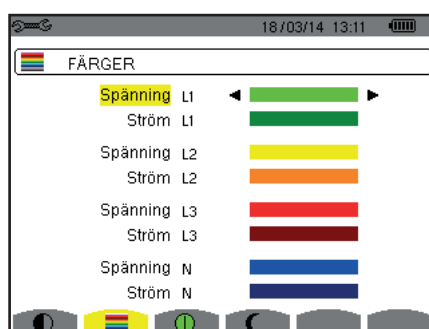 18/03/14 13:11
FÄRGER
Spänning L1
Ström L1
Spänning L2
Ström L2
Spänning L3
Ström L3
Spänning N
Ström N